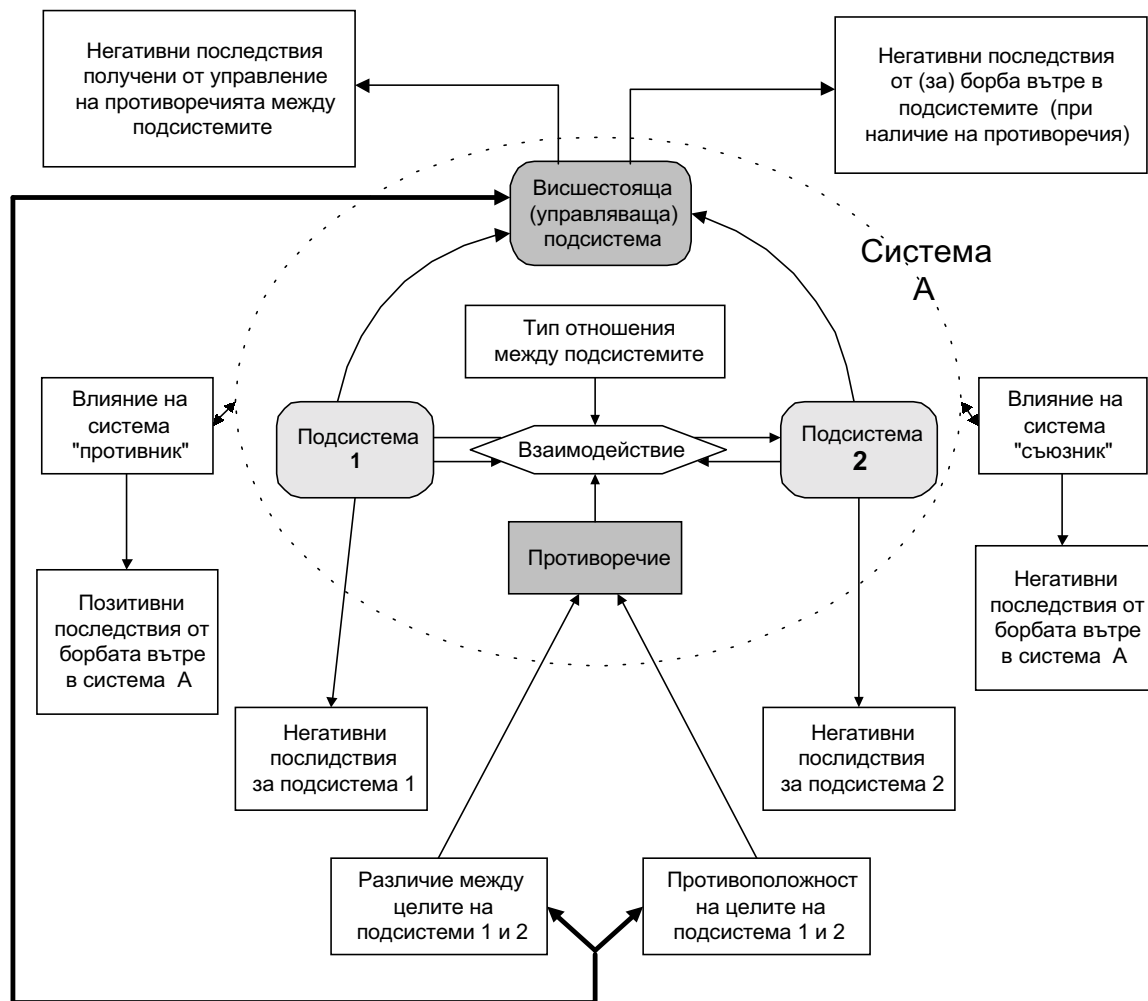 Негативни последствия
получени от управление
на противоречията между
подсистемите
Негативни последствия
от (за) борба вътре в
подсистемите (при
наличие на противоречия)
Висшестояща
(управляваща)
подсистема
Система
А
Тип отношения
между подсистемите
Влияние на
система
"противник"
Подсистема
1
Взаимодействие
Подсистема
2
Влияние на
система
"съюзник"
Противоречие
Позитивни
последствия от
борбата вътре
в система А
Негативни
последствия от
борбата вътре
в система А
Негативни
послидствия
за подсистема 1
Негативни
послидствия
за подсистема 2
Различие между
целите на
подсистеми 1 и 2
Противоположност
на целите на
подсистема 1 и 2